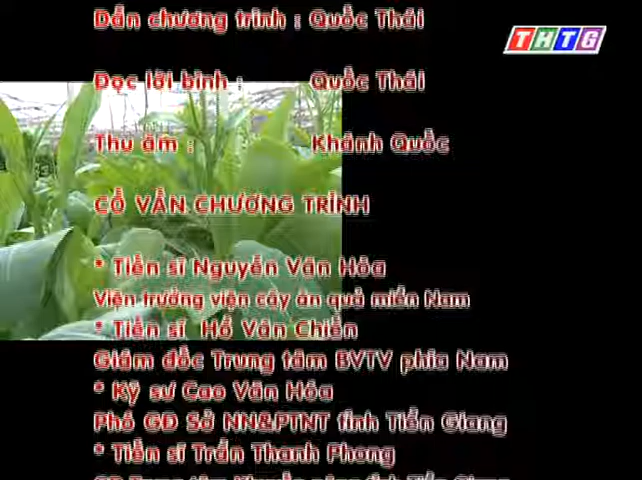 Dẫn chương trình : Quốc Thái
THTG
Đọc lời bình : Quốc Thái
Thu âm : Khánh Quốc
CỐ VẤN CHƯƠNG TRÌNH
* Tiến sĩ Nguyễn Văn Hòa
Viện trưởng viện cây ăn quả miền Nam
* Tiến sĩ Hồ Văn Chiến
Giám đốc Trung tâm BVTV phía Nam
* Kỹ sư Cao Văn Hóa
Phó GĐ Sở NN&PTNT tỉnh Tiền Giang
* Tiến sĩ Trần Thanh Phong